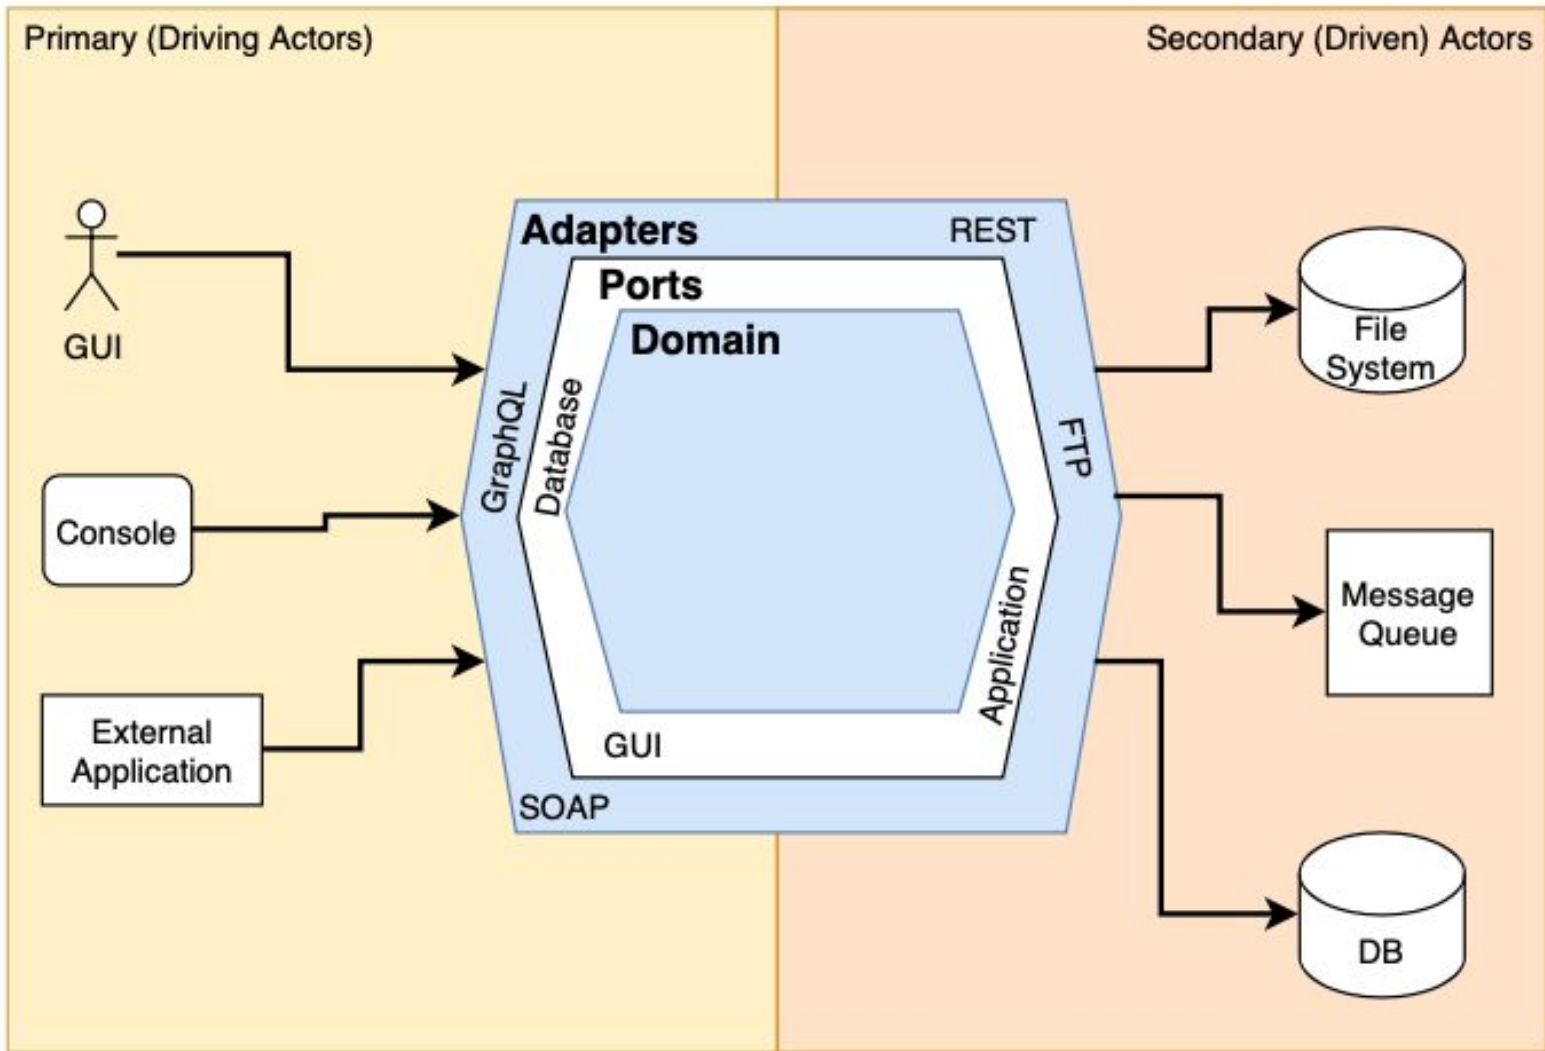 Primary (Driving Actors)
Secondary (Driven) Actors
Adapters
REST
Ports
Domain
GUI
File
System
GraphQL
Database
FTP
Console
Message
Queue
Application
External
Application
GUI
SOAP
DB